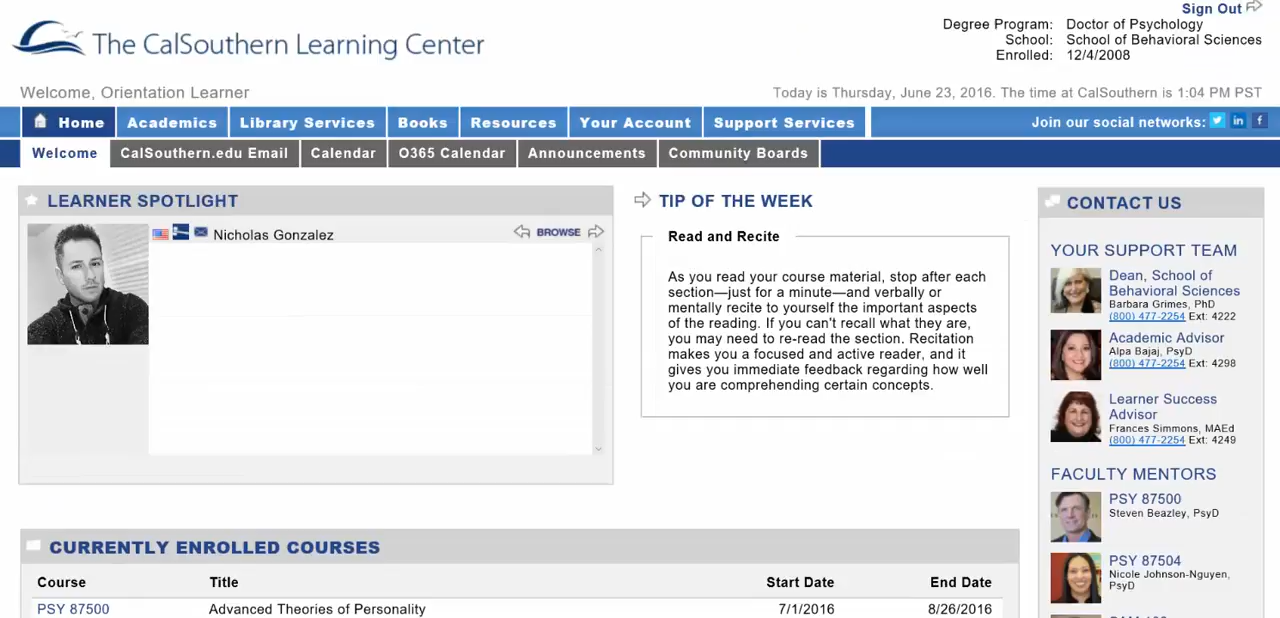 Sign Out
The CalSouthern Learning Center
Degree Program: Doctor of Psychology
School: School of Behavioral Sciences
Enrolled: 12/4/2008
Welcome, Orientation Learner
Today is Thursday, June 23, 2016. The time at CalSouthern is 1:04 PM PST
Home Academics Library Services Books Resources Your Account Support Services Join our social networks:
Welcome CalSouthern.edu Email Calendar O365 Calendar Announcements Community Boards
LEARNER SPOTLIGHT
Nicholas Gonzalez BROWSE
TIP OF THE WEEK
Read and Recite
As you read your course material, stop after each
section—just for a minute—and verbally or
mentally recite to yourself the important aspects
of the reading. If you can't recall what they are,
you may need to re-read the section. Recitation
makes you a focused and active reader, and it
gives you immediate feedback regarding how well
you are comprehending certain concepts.
CONTACT US
YOUR SUPPORT TEAM
Dean, School of
Behavioral Sciences
Barbara Grimes, PhD
(800) 477-2254 Ext: 4222
Academic Advisor
Alpa Bajaj, PsyD
(800) 477-2254 Ext: 4298
Learner Success
Advisor
Frances Simmons, MAEd
(800) 477-2254 Ext: 4249
FACULTY MENTORS
PSY 87500
Steven Beazley, PsyD
PSY 87504
Nicole Johnson-Nguyen,
PsyD
CURRENTLY ENROLLED COURSES
Course Title Start Date End Date
PSY 87500 Advanced Theories of Personality 7/1/2016 8/26/2016